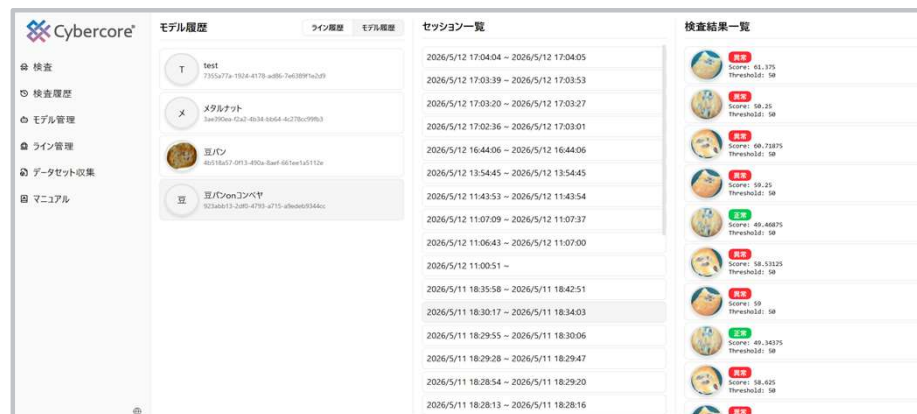 Cybercore
検査
検査履歴
モデル管理
ライン管理
データセット収集
マニュアル
モデル履歴
ライン履歴 モデル履歴
T
test
7355a77a-1924-4178-ad86-7e6389f1e2d9
メ
メタルナット
3ae390ea-f2a2-4b34-bb64-4c278cc99fb3
豆パン
4b518a57-0f13-490a-8aef-661ee1a5112e
豆
豆パンonコンベヤ
923abb13-2df0-4793-a715-a9edeb9344cc
セッション一覧
2026/5/12 17:04:04 ~ 2026/5/12 17:04:05
2026/5/12 17:03:39 ~ 2026/5/12 17:03:53
2026/5/12 17:03:20 ~ 2026/5/12 17:03:27
2026/5/12 17:02:36 ~ 2026/5/12 17:03:01
2026/5/12 16:44:06 ~ 2026/5/12 16:44:06
2026/5/12 13:54:45 ~ 2026/5/12 13:54:45
2026/5/12 11:43:53 ~ 2026/5/12 11:43:54
2026/5/12 11:07:09 ~ 2026/5/12 11:07:37
2026/5/12 11:06:43 ~ 2026/5/12 11:07:00
2026/5/12 11:00:51 ~
2026/5/11 18:35:58 ~ 2026/5/11 18:42:51
2026/5/11 18:30:17 ~ 2026/5/11 18:34:03
2026/5/11 18:29:55 ~ 2026/5/11 18:30:06
2026/5/11 18:29:28 ~ 2026/5/11 18:29:47
2026/5/11 18:28:54 ~ 2026/5/11 18:29:20
2026/5/11 18:28:13 ~ 2026/5/11 18:28:16
検査結果一覧
異常
Score: 61.375
Threshold: 50
異常
Score: 50.25
Threshold: 50
異常
Score: 60.71875
Threshold: 50
異常
Score: 59.25
Threshold: 50
正常
Score: 49.46875
Threshold: 50
異常
Score: 58.53125
Threshold: 50
異常
Score: 59
Threshold: 50
正常
Score: 49.34375
Threshold: 50
異常
Score: 58.625
Threshold: 50
異常